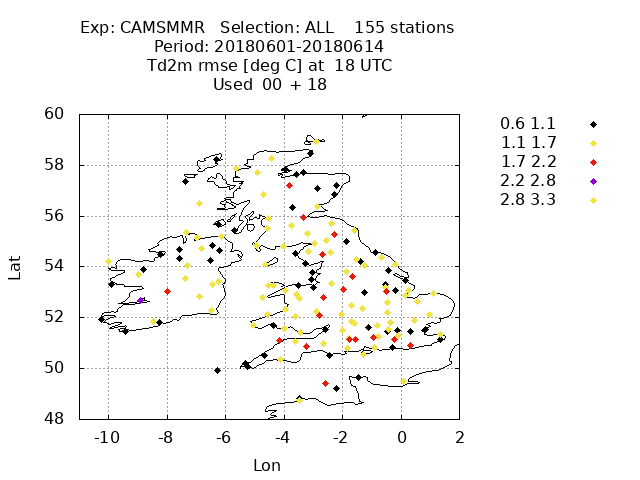 Exp: CAMSMMR   Selection: ALL    155 stations
Period: 20180601-20180614
Td2m rmse [deg C] at  18 UTC
Used  00 + 18
60
58
56
54
52
50
48
Lat
-10 -8 -6 -4 -2 0 2
Lon
0.6 1.1
1.1 1.7
1.7 2.2
2.2 2.8
2.8 3.3